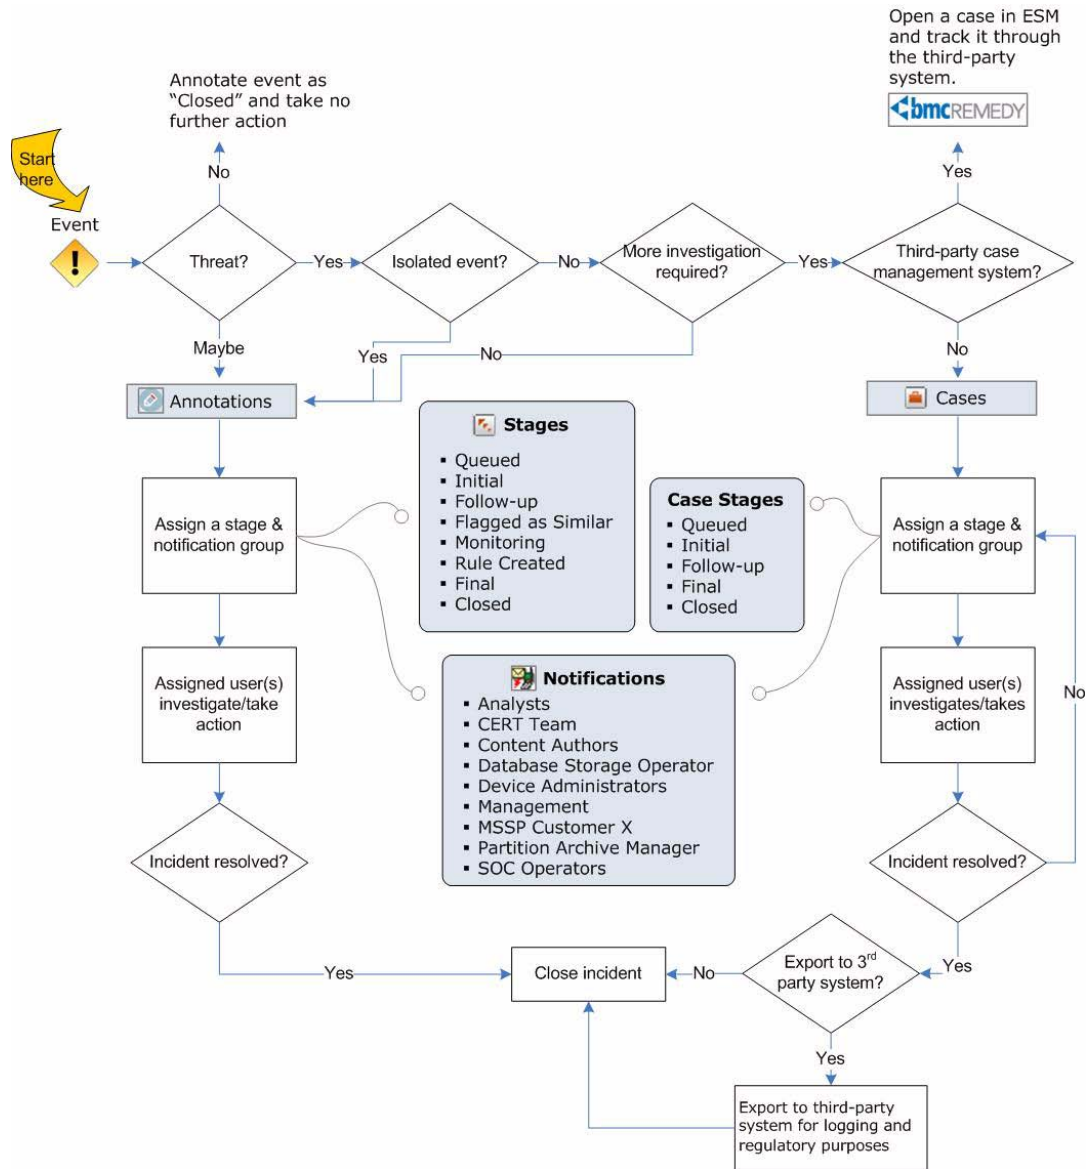 Open a case in ESM
and track it through
the third-party
system.
bmcREMEDY
Annotate event as
“Closed” and take no
further action
Start
here
No
Yes
Event
!
Threat?
Yes
Isolated event?
No
More investigation
required?
Yes
Third-party case
management system?
Maybe
Yes
No
No
Annotations
Cases
Stages
▪ Queued
▪ Initial
▪ Follow-up
▪ Flagged as Similar
▪ Monitoring
▪ Rule Created
▪ Final
▪ Closed
Case Stages
▪ Queued
▪ Initial
▪ Follow-up
▪ Final
▪ Closed
Assign a stage &
notification group
Assign a stage &
notification group
Assigned user(s)
investigate/take
action
Notifications
▪ Analysts
▪ CERT Team
▪ Content Authors
▪ Database Storage Operator
▪ Device Administrators
▪ Management
▪ MSSP Customer X
▪ Partition Archive Manager
▪ SOC Operators
Assigned user(s)
investigates/takes
action
No
Incident resolved?
Incident resolved?
Yes
Close incident
No
Export to 3rd
party system?
Yes
Yes
Export to third-party
system for logging and
regulatory purposes